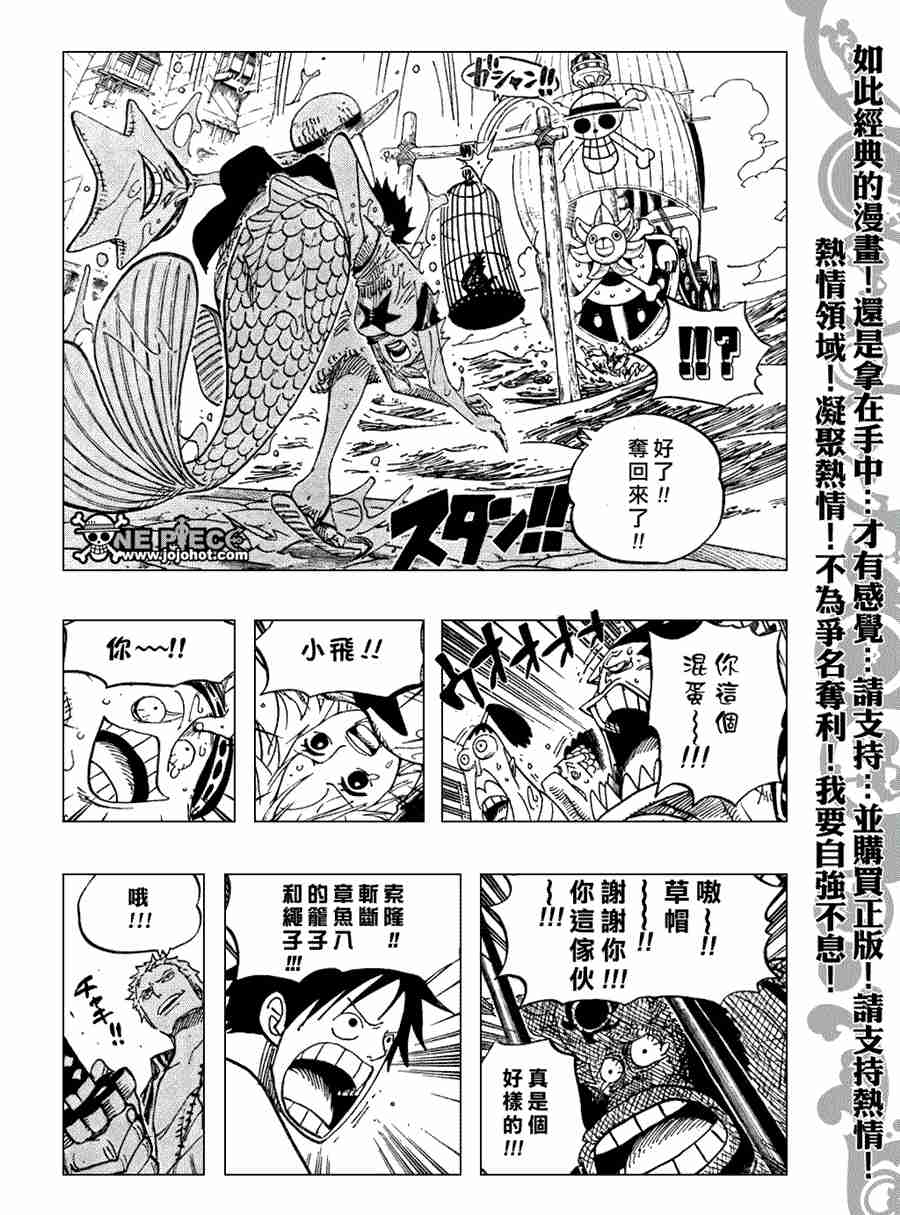 如此經典的漫畫！還是拿在手中…才有感覺…請支持…並購買正版！請支持熱情！
熱情領域！凝聚熱情！不為爭名奪利！我要自強不息！
ガシャン!!
!!?
好了!!
奪回來了!!
スタン!!
ONE PIECE
www.jojohot.com
你這個
混蛋~!!!
小飛!!
你~~!!
嗷~~
草帽
~~!!
謝謝你!!!
你這傢伙
~!!!
真是個
好樣的!!!
索隆!!
斬斷
章魚八
的籠子
和繩子!!!
哦
!!!
チャキ!!